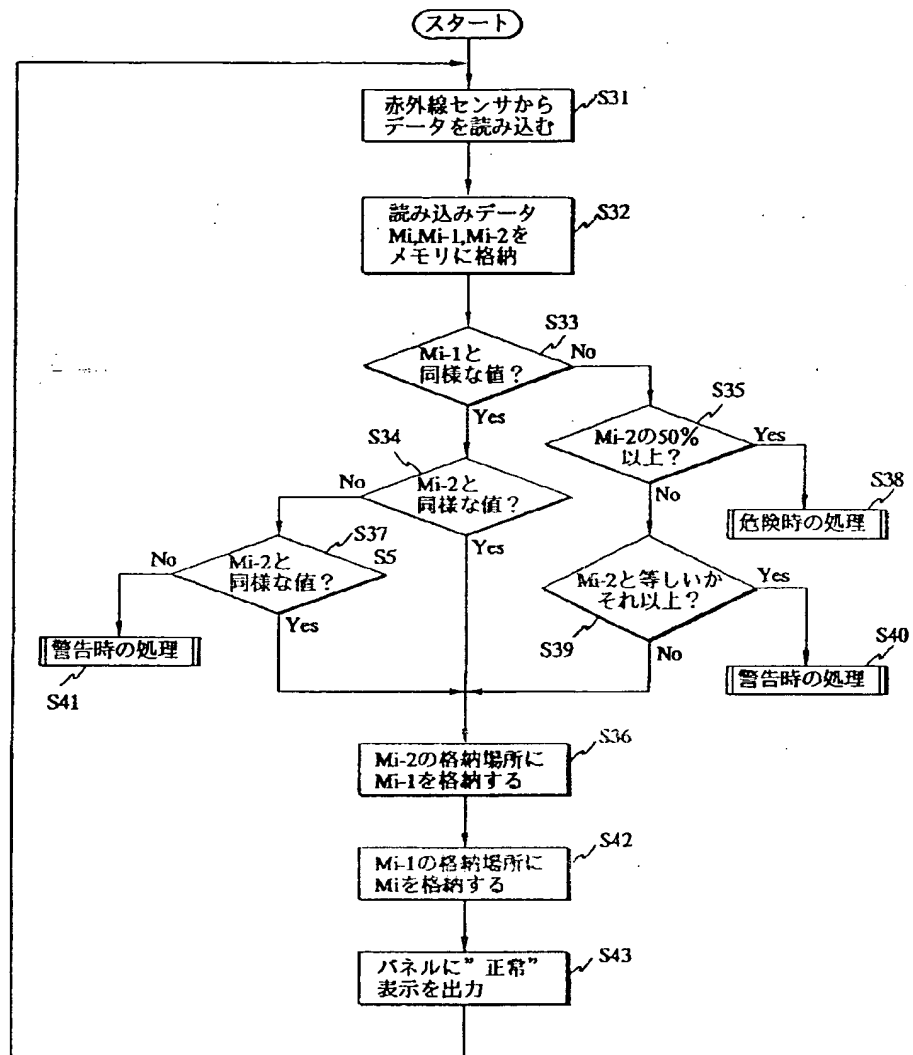 スタート
赤外線センサから
データを読み込む
S31
読み込みデータ
Mi,Mi-1,Mi-2を
メモリに格納
S32
Mi-1と
同様な値？
S33
No
Yes
S35
Mi-2の50%
以上？
Yes
No
S34
Mi-2と
同様な値？
No
Yes
S38
危険時の処理
S37
S5
Mi-2と
同様な値？
No
Yes
Mi-2と等しいか
それ以上？
Yes
S39
No
警告時の処理
S41
S40
警告時の処理
S36
Mi-2の格納場所に
Mi-1を格納する
S42
Mi-1の格納場所に
Miを格納する
S43
パネルに”正常”
表示を出力